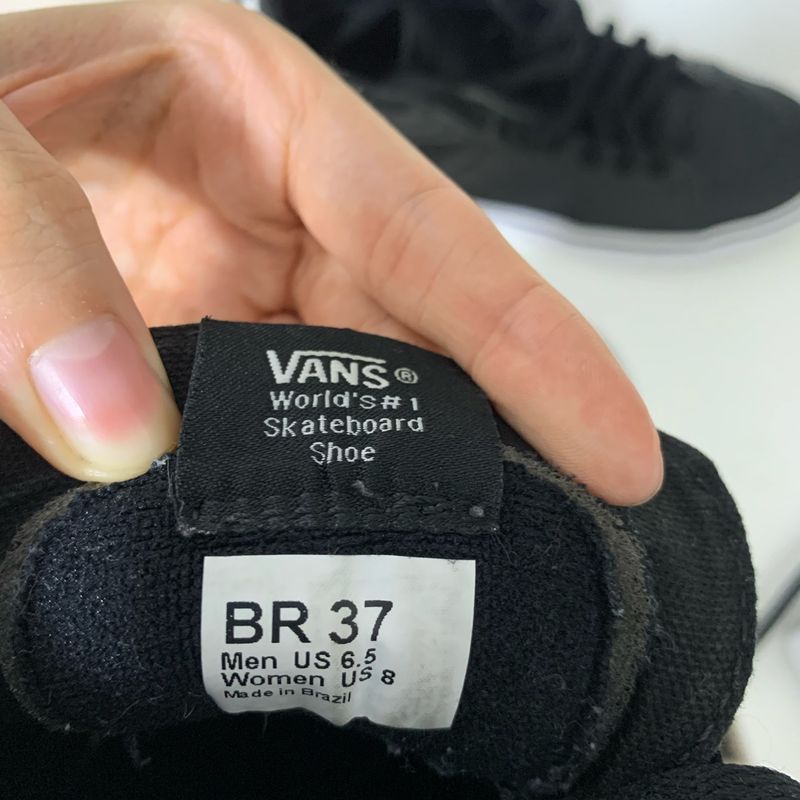 VANS®
World's#1
Skateboard
Shoe
BR 37
Men US 6.5
Women US 8
Made in Brazil